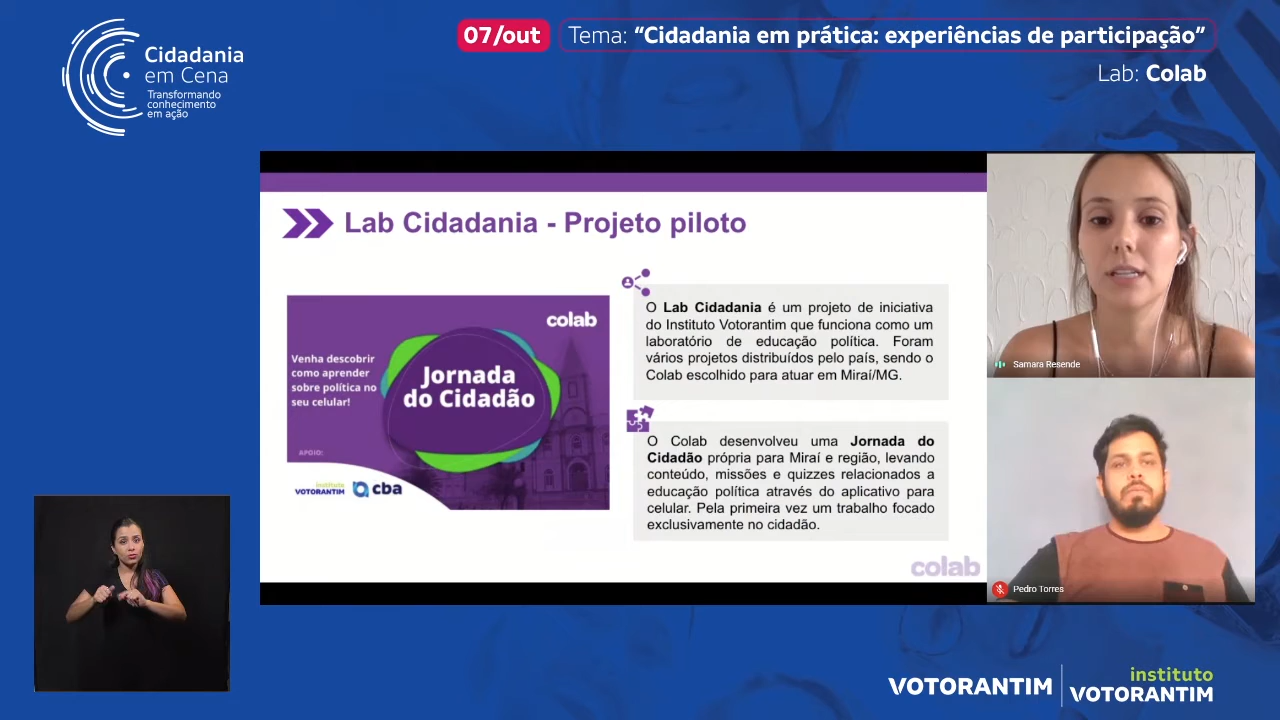 Cidadania
em Cena
Transformando
conhecimento
em ação
07/out
Tema: “Cidadania em prática: experiências de participação”
Lab: Colab
Lab Cidadania - Projeto piloto
colab
Venha descobrir
como aprender
sobre política no
seu celular!
Jornada
do Cidadão
APOIO:
instituto
VOTORANTIM
cba
O Lab Cidadania é um projeto de iniciativa
do Instituto Votorantim que funciona como um
laboratório de educação política. Foram
vários projetos distribuídos pelo país, sendo o
Colab escolhido para atuar em Miraí/MG.
O Colab desenvolveu uma Jornada do
Cidadão própria para Miraí e região, levando
conteúdo, missões e quizzes relacionados a
educação política através do aplicativo para
celular. Pela primeira vez um trabalho focado
exclusivamente no cidadão.
colab
Samara Resende
Pedro Torres
VOTORANTIM
instituto
VOTORANTIM